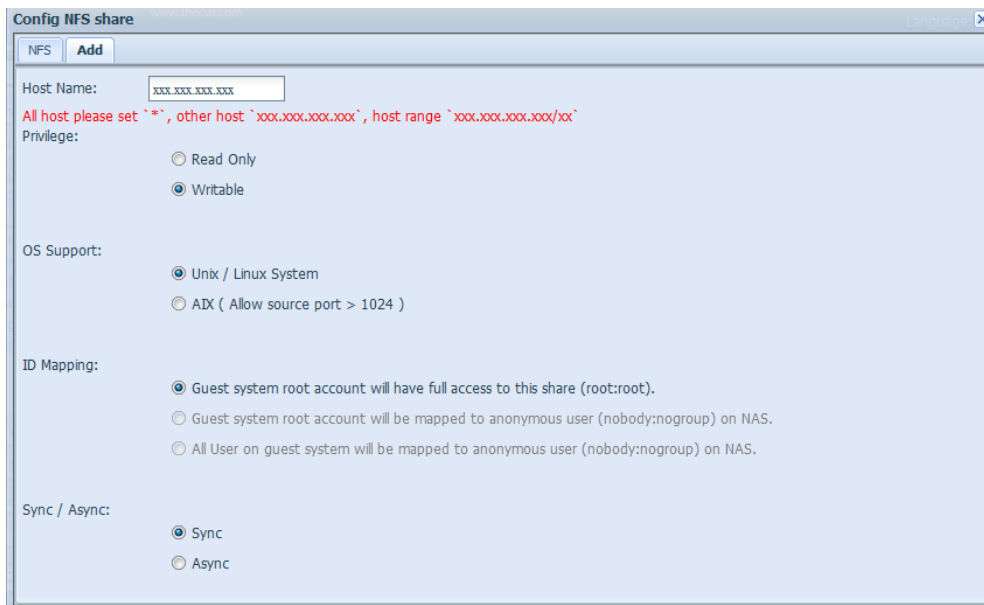 Config NFS share
www.thecus.com
Language
NFS
Add
Host Name:
xxx.xxx.xxx.xxx
All host please set `*`, other host `xxx.xxx.xxx.xxx`, host range `xxx.xxx.xxx.xxx/xx`
Privilege:
Read Only
Writable
OS Support:
Unix / Linux System
AIX ( Allow source port > 1024 )
ID Mapping:
Guest system root account will have full access to this share (root:root).
Guest system root account will be mapped to anonymous user (nobody:nogroup) on NAS.
All User on guest system will be mapped to anonymous user (nobody:nogroup) on NAS.
Sync / Async:
Sync
Async